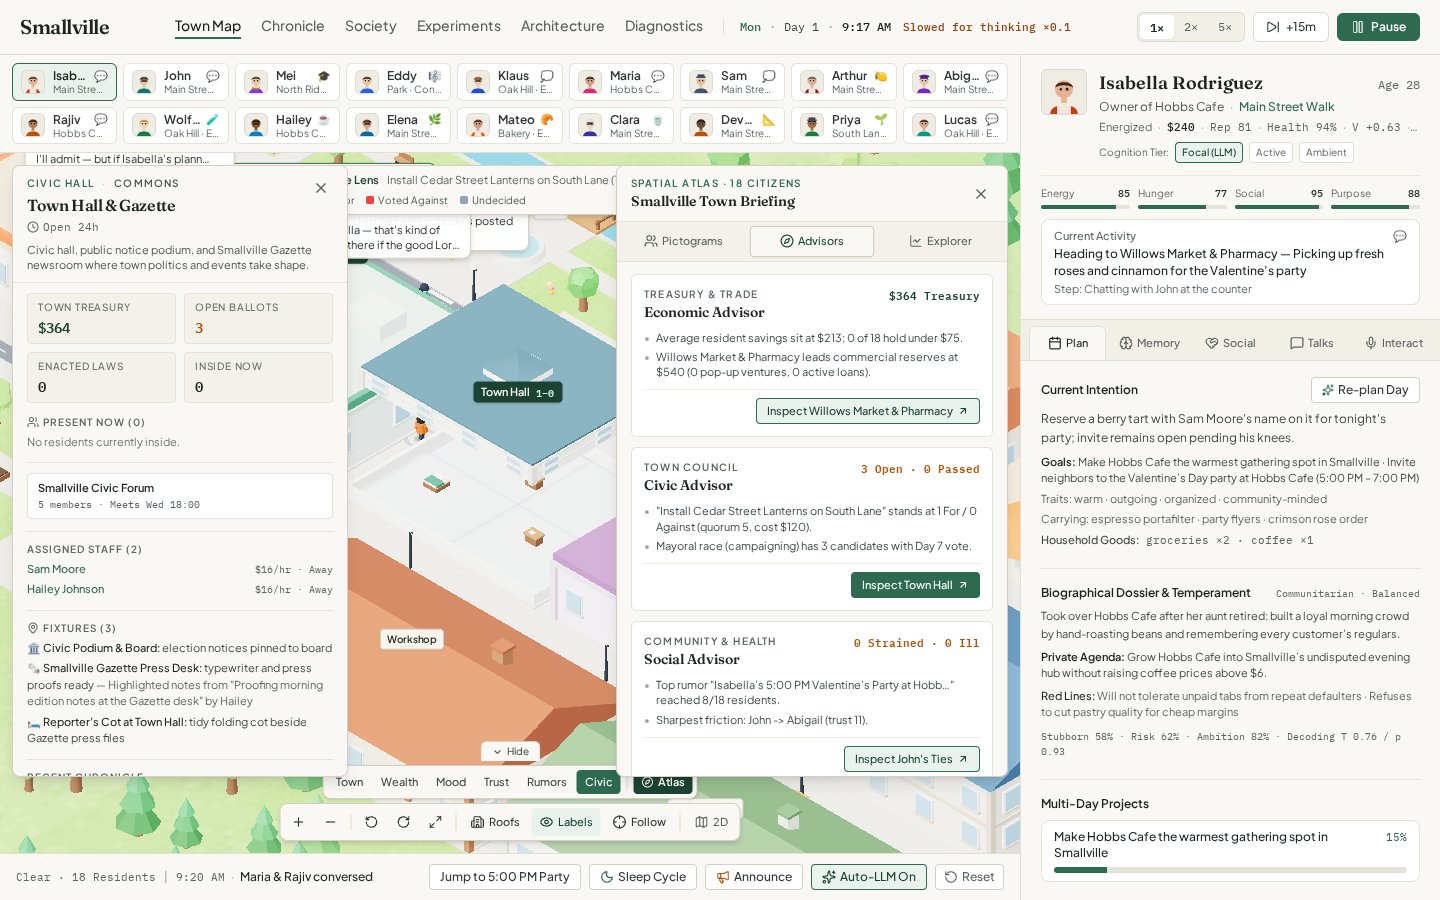 Smallville
Town Map
Chronicle
Society
Experiments
Architecture
Diagnostics
Mon · Day 1 · 9:17 AM Slowed for thinking ×0.1
1×
2×
5×
+15m
Pause
Isab...
Main Stre...
John
Main Stre...
Mei
North Rid...
Eddy
Park · Con...
Klaus
Oak Hill · E...
Maria
Hobbs C...
Sam
Main Stre...
Arthur
Main Stre...
Abig...
Main Stre...
Rajiv
Hobbs C...
Wolf...
Oak Hill · E...
Hailey
Hobbs C...
Elena
Main Stre...
Mateo
Bakery · E...
Clara
Main Stre...
Dev...
Main Stre...
Priya
South Lan...
Lucas
Oak Hill · E...
I'll admit — but if Isabella's plann...
CIVIC HALL · COMMONS
Town Hall & Gazette
Open 24h
Civic hall, public notice podium, and Smallville Gazette
newsroom where town politics and events take shape.
TOWN TREASURY
$364
OPEN BALLOTS
3
ENACTED LAWS
0
INSIDE NOW
0
PRESENT NOW (0)
No residents currently inside.
Smallville Civic Forum
5 members · Meets Wed 18:00
ASSIGNED STAFF (2)
Sam Moore
$16/hr · Away
Hailey Johnson
$16/hr · Away
FIXTURES (3)
Civic Podium & Board: election notices pinned to board
Smallville Gazette Press Desk: typewriter and press
proofs ready — Highlighted notes from "Proofing morning
edition notes at the Gazette desk" by Hailey
Reporter's Cot at Town Hall: tidy folding cot beside
Gazette press files
RECENT CHRONICLE
e Lens Install Cedar Street Lanterns on South Lane (
or
Voted Against
Undecided
lla — that's kind of
there if the good Lor...
s posted
Town Hall 1–0
Workshop
Hide
Town
Wealth
Mood
Trust
Rumors
Civic
Atlas
Roofs
Labels
Follow
2D
SPATIAL ATLAS · 18 CITIZENS
Smallville Town Briefing
Pictograms
Advisors
Explorer
TREASURY & TRADE
$364 Treasury
Economic Advisor
Average resident savings sit at $213; 0 of 18 hold under $75.
Willows Market & Pharmacy leads commercial reserves at
$540 (0 pop-up ventures, 0 active loans).
Inspect Willows Market & Pharmacy
TOWN COUNCIL
3 Open · 0 Passed
Civic Advisor
"Install Cedar Street Lanterns on South Lane" stands at 1 For / 0
Against (quorum 5, cost $120).
Mayoral race (campaigning) has 3 candidates with Day 7 vote.
Inspect Town Hall
COMMUNITY & HEALTH
0 Strained · 0 Ill
Social Advisor
Top rumor "Isabella's 5:00 PM Valentine's Party at Hobb..."
reached 8/18 residents.
Sharpest friction: John -> Abigail (trust 11).
Inspect John's Ties
Clear · 18 Residents | 9:20 AM · Maria & Rajiv conversed
Jump to 5:00 PM Party
Sleep Cycle
Announce
Auto-LLM On
Reset
Isabella Rodriguez
Age 28
Owner of Hobbs Cafe · Main Street Walk
Energized · $240 · Rep 81 · Health 94% · V +0.63 ·...
Cognition Tier:
Focal (LLM)
Active
Ambient
Energy 85
Hunger 77
Social 95
Purpose 88
Current Activity
Heading to Willows Market & Pharmacy — Picking up fresh
roses and cinnamon for the Valentine's party
Step: Chatting with John at the counter
Plan
Memory
Social
Talks
Interact
Current Intention
Re-plan Day
Reserve a berry tart with Sam Moore's name on it for tonight's
party; invite remains open pending his knees.
Goals: Make Hobbs Cafe the warmest gathering spot in Smallville · Invite
neighbors to the Valentine's Day party at Hobbs Cafe (5:00 PM - 7:00 PM)
Traits: warm · outgoing · organized · community-minded
Carrying: espresso portafilter · party flyers · crimson rose order
Household Goods: groceries ×2 · coffee ×1
Biographical Dossier & Temperament
Communitarian · Balanced
Took over Hobbs Cafe after her aunt retired; built a loyal morning crowd
by hand-roasting beans and remembering every customer's regulars.
Private Agenda: Grow Hobbs Cafe into Smallville's undisputed evening
hub without raising coffee prices above $6.
Red Lines: Will not tolerate unpaid tabs from repeat defaulters · Refuses
to cut pastry quality for cheap margins
Stubborn 58% · Risk 62% · Ambition 82% · Decoding T 0.76 / p
0.93
Multi-Day Projects
Make Hobbs Cafe the warmest gathering spot in
Smallville
15%